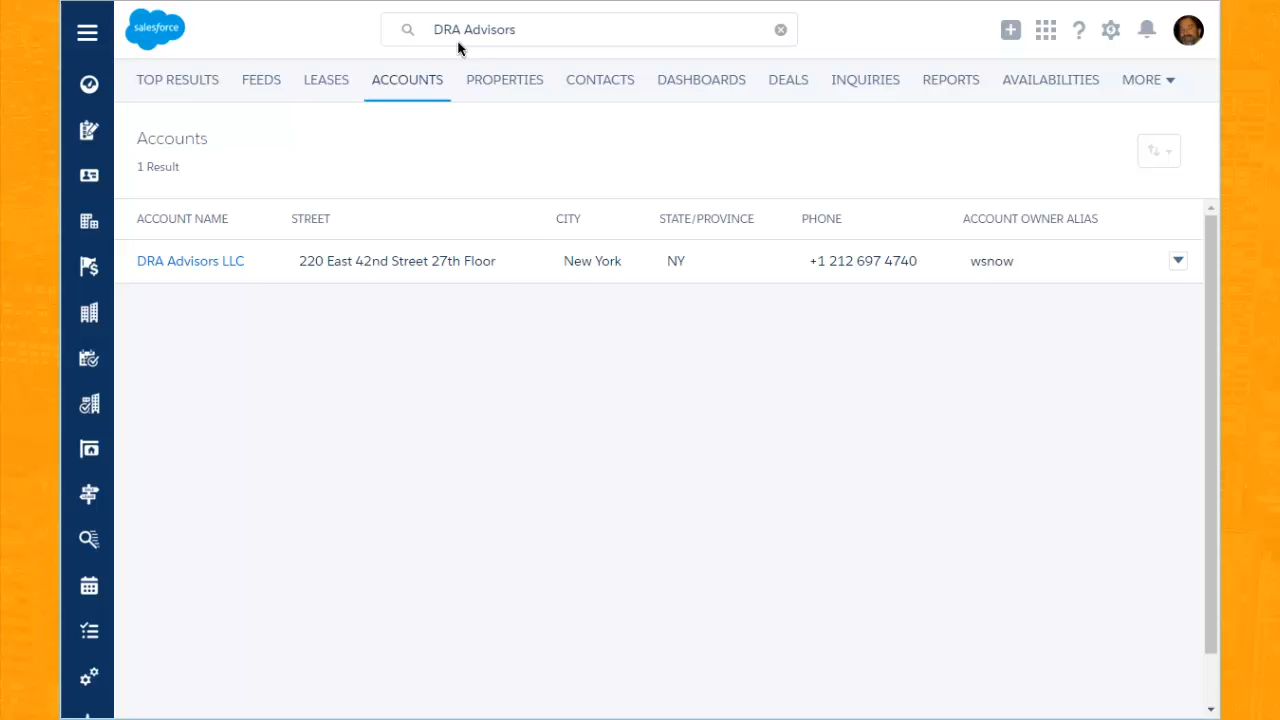 salesforce
DRA Advisors
TOP RESULTS FEEDS LEASES ACCOUNTS PROPERTIES CONTACTS DASHBOARDS DEALS INQUIRIES REPORTS AVAILABILITIES MORE
Accounts
1 Result
ACCOUNT NAME STREET CITY STATE/PROVINCE PHONE ACCOUNT OWNER ALIAS
DRA Advisors LLC 220 East 42nd Street 27th Floor New York NY +1 212 697 4740 wsnow